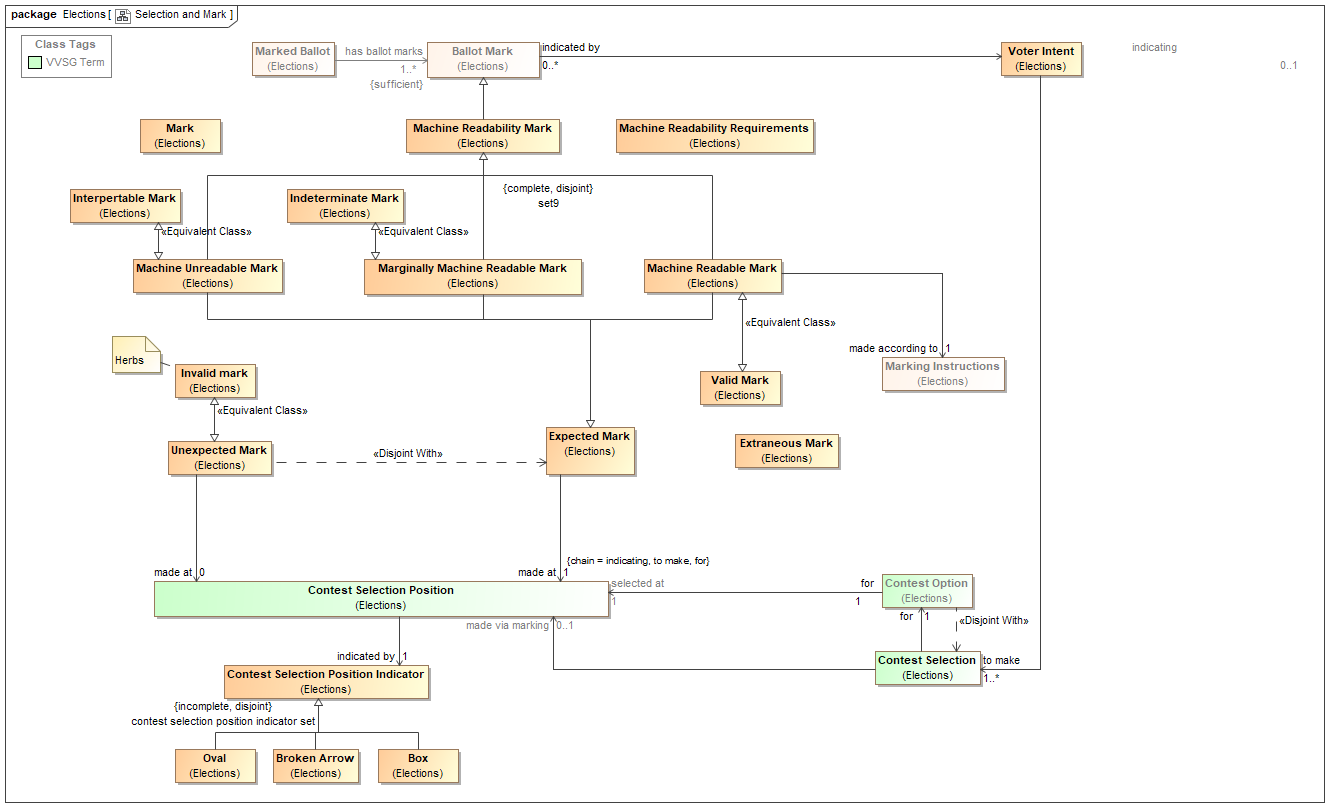 package Elections [ Selection and Mark ]
Class Tags
VVSG Term
Marked Ballot
(Elections)
has ballot marks
1..*
{sufficient}
Ballot Mark
(Elections)
indicated by
0..*
Voter Intent
(Elections)
indicating
0..1
Mark
(Elections)
Machine Readability Mark
(Elections)
Machine Readability Requirements
(Elections)
{complete, disjoint}
set9
Interpertable Mark
(Elections)
Indeterminate Mark
(Elections)
«Equivalent Class»
«Equivalent Class»
Machine Unreadable Mark
(Elections)
Marginally Machine Readable Mark
(Elections)
Machine Readable Mark
(Elections)
«Equivalent Class»
made according to 1
Marking Instructions
(Elections)
Herbs
Invalid mark
(Elections)
Valid Mark
(Elections)
«Equivalent Class»
Unexpected Mark
(Elections)
«Disjoint With»
Expected Mark
(Elections)
Extraneous Mark
(Elections)
made at 0
made at 1
{chain = indicating, to make, for}
Contest Selection Position
(Elections)
selected at
1
for
1
Contest Option
(Elections)
for 1
«Disjoint With»
made via marking 0..1
Contest Selection
(Elections)
to make
1..*
indicated by 1
Contest Selection Position Indicator
(Elections)
{incomplete, disjoint}
contest selection position indicator set
Oval
(Elections)
Broken Arrow
(Elections)
Box
(Elections)